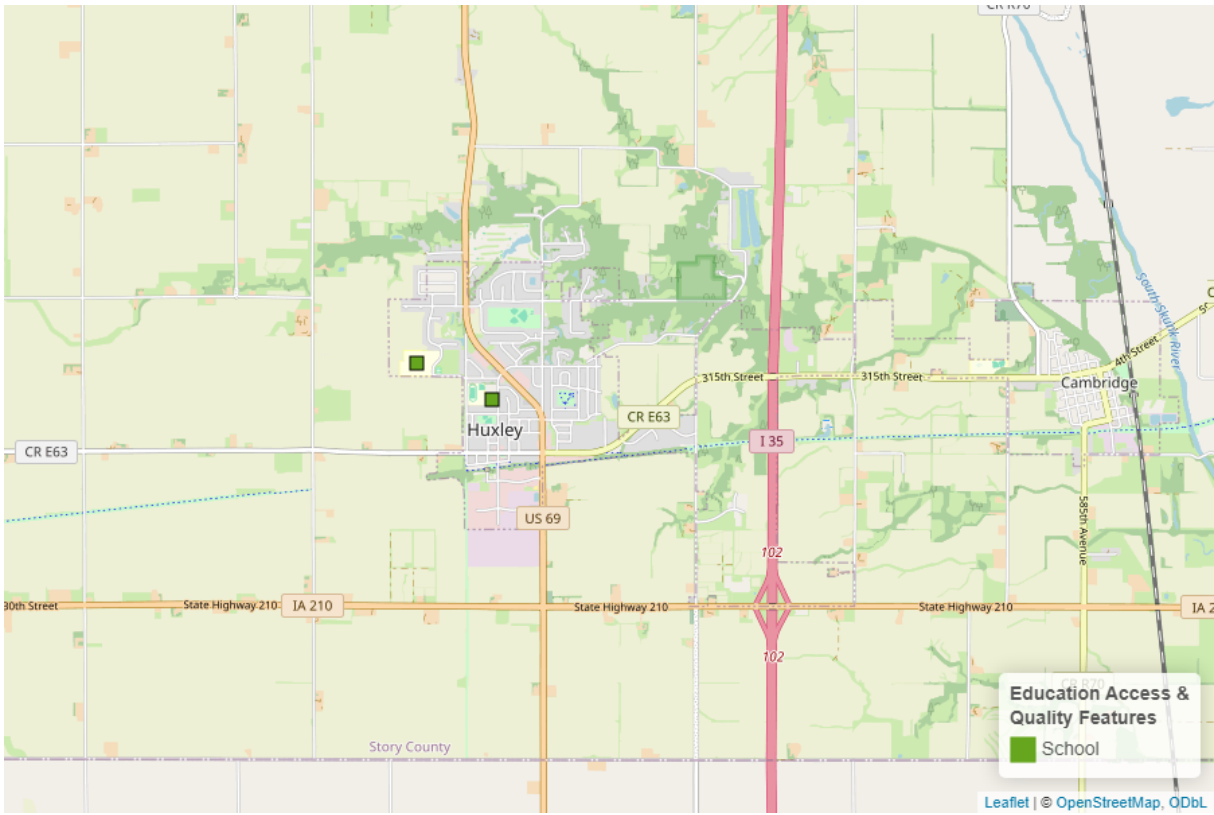 CR R70
South Skunk River
4th Street
315th Street
315th Street
Cambridge
CR E63
Huxley
I 35
CR E63
US 69
585th Avenue
102
30th Street
State Highway 210
IA 210
State Highway 210
State Highway 210
IA 2
102
CR R70
Education Access &
Quality Features
School
Story County
Leaflet | © OpenStreetMap, ODbL